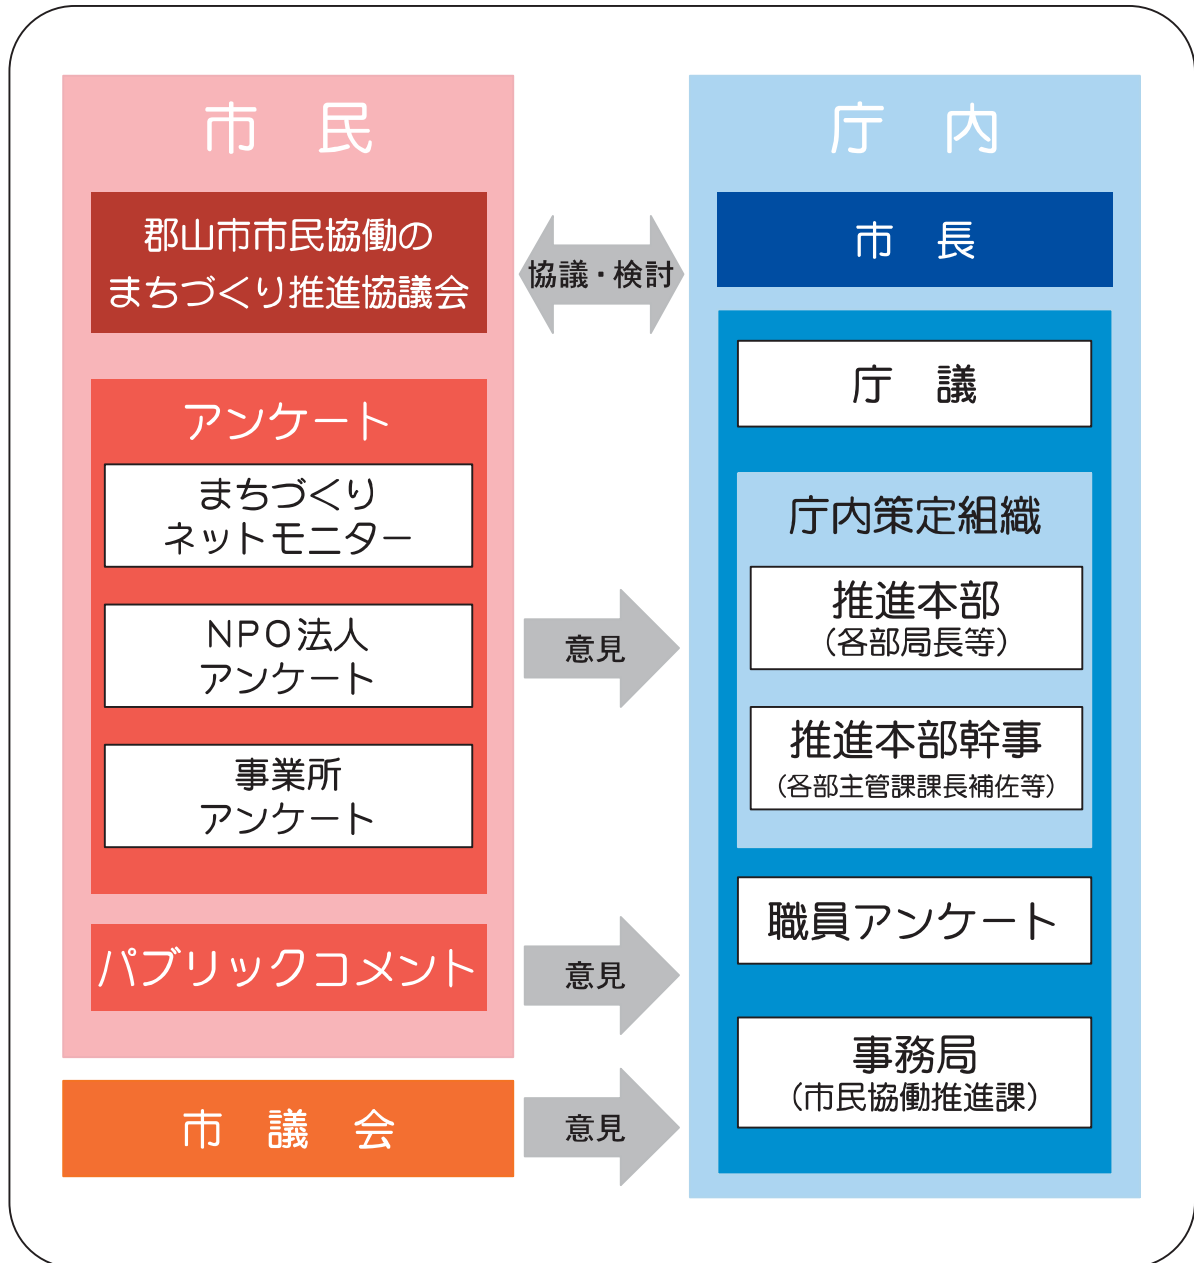 市 民
郡山市市民協働の
まちづくり推進協議会
アンケート
まちづくり
ネットモニター
NPO法人
アンケート
事業所
アンケート
パブリックコメント
市 議 会
協議・検討
意見
意見
意見
庁 内
市 長
庁 議
庁内策定組織
推進本部
(各部局長等)
推進本部幹事
(各部主管課課長補佐等)
職員アンケート
事務局
(市民協働推進課)